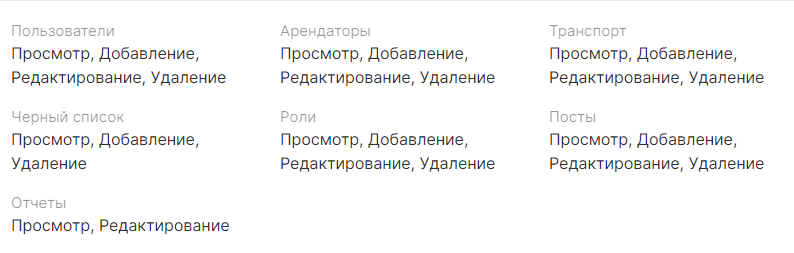 Пользователи
Просмотр, Добавление,
Редактирование, Удаление
Арендаторы
Просмотр, Добавление,
Редактирование, Удаление
Транспорт
Просмотр, Добавление,
Редактирование, Удаление
Черный список
Просмотр, Добавление,
Удаление
Роли
Просмотр, Добавление,
Редактирование, Удаление
Посты
Просмотр, Добавление,
Редактирование, Удаление
Отчеты
Просмотр, Редактирование